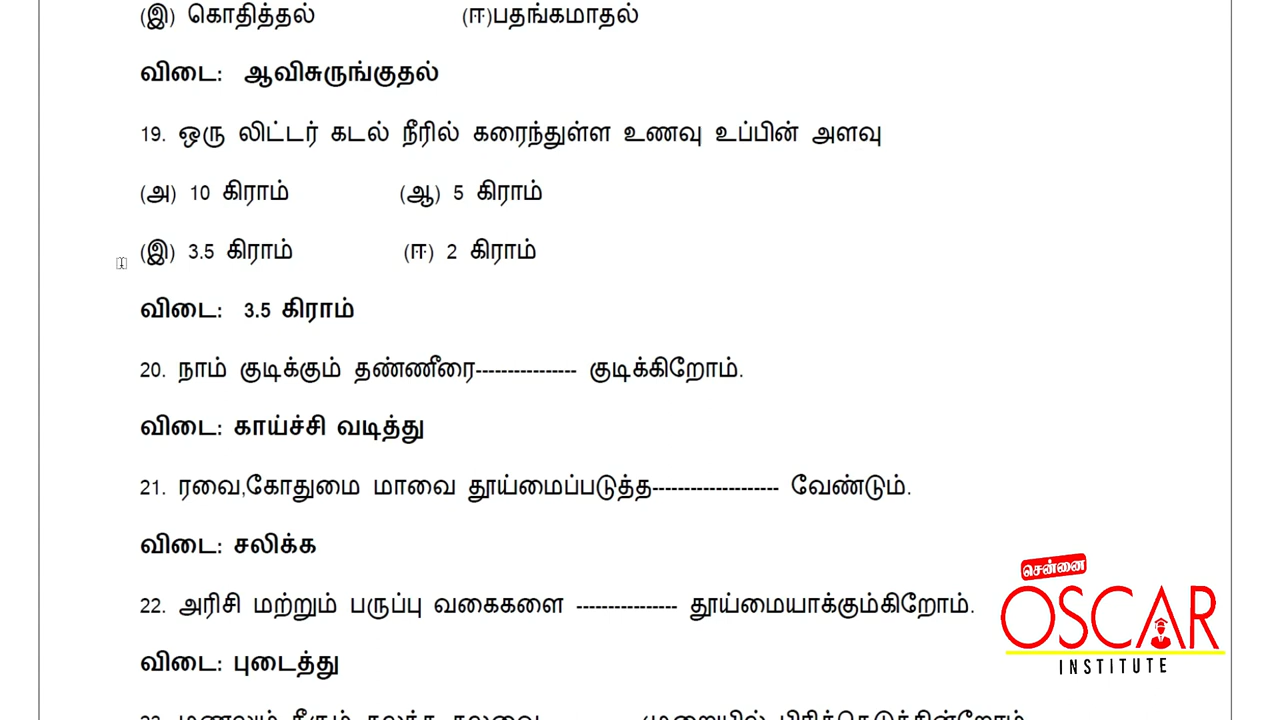 (இ) கொதித்தல் (ஈ)பதங்கமாதல்
விடை: ஆவிசுருங்குதல்
19. ஒரு லிட்டர் கடல் நீரில் கரைந்துள்ள உணவு உப்பின் அளவு
(அ) 10 கிராம் (ஆ) 5 கிராம்
(இ) 3.5 கிராம் (ஈ) 2 கிராம்
விடை: 3.5 கிராம்
20. நாம் குடிக்கும் தண்ணீரை---------------- குடிக்கிறோம்.
விடை: காய்ச்சி வடித்து
21. ரவை,கோதுமை மாவை தூய்மைப்படுத்த-------------------- வேண்டும்.
விடை: சலிக்க
22. அரிசி மற்றும் பருப்பு வகைகளை ---------------- தூய்மையாக்கும்கிறோம்.
விடை: புடைத்து
சென்னை
OSCAR
INSTITUTE